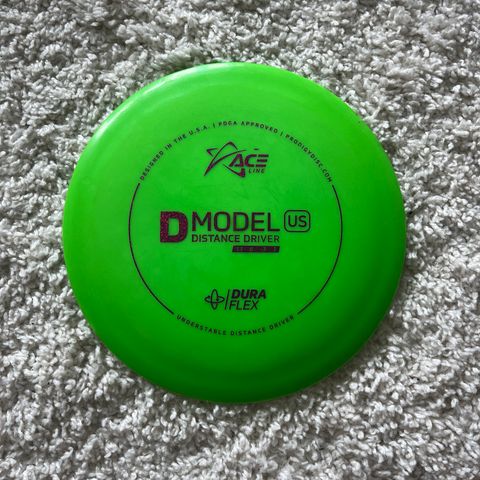 DESIGNED IN THE U.S.A. | PDGA APPROVED | PRODIGYDISC.COM
ACE
LINE
D MODEL US
DISTANCE DRIVER
DURA
FLEX
UNDERSTABLE DISTANCE DRIVER